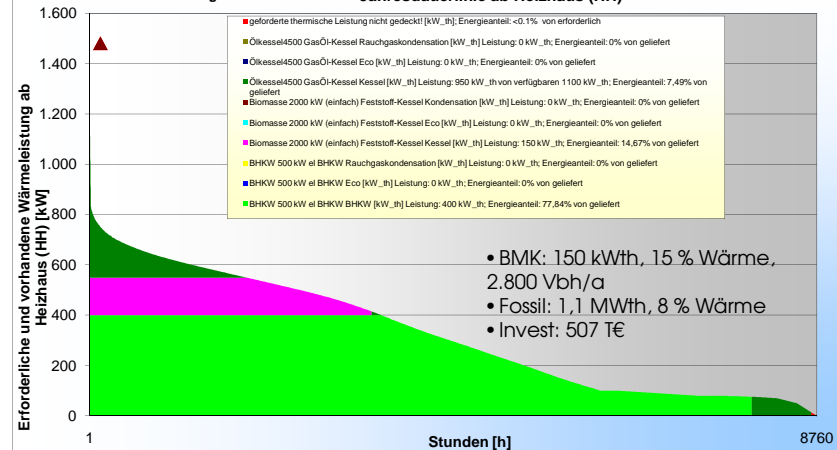 Jahresdauerlinie ab Heizhaus (HH)
1.600
1.400
1.200
1.000
800
600
400
200
0
Erforderliche und vorhandene Wärmeleistung ab
Heizhaus (HH) [kW]
geforderte thermische Leistung nicht gedeckt! [kW_th]; Energieanteil: <0.1% von erforderlich
Ölkessel4500 GasÖl-Kessel Rauchgaskondensation [kW_th] Leistung: 0 kW_th; Energieanteil: 0% von geliefert
Ölkessel4500 GasÖl-Kessel Eco [kW_th] Leistung: 0 kW_th; Energieanteil: 0% von geliefert
Ölkessel4500 GasÖl-Kessel Kessel [kW_th] Leistung: 950 kW_th von verfügbaren 1100 kW_th; Energieanteil: 7,49% von
geliefert
Biomasse 2000 kW (einfach) Feststoff-Kessel Kondensation [kW_th] Leistung: 0 kW_th; Energieanteil: 0% von geliefert
Biomasse 2000 kW (einfach) Feststoff-Kessel Eco [kW_th] Leistung: 0 kW_th; Energieanteil: 0% von geliefert
Biomasse 2000 kW (einfach) Feststoff-Kessel Kessel [kW_th] Leistung: 150 kW_th; Energieanteil: 14,67% von geliefert
BHKW 500 kW el BHKW Rauchgaskondensation [kW_th] Leistung: 0 kW_th; Energieanteil: 0% von geliefert
BHKW 500 kW el BHKW Eco [kW_th] Leistung: 0 kW_th; Energieanteil: 0% von geliefert
BHKW 500 kW el BHKW BHKW [kW_th] Leistung: 400 kW_th; Energieanteil: 77,84% von geliefert
• BMK: 150 kWth, 15 % Wärme,
2.800 Vbh/a
• Fossil: 1,1 MWth, 8 % Wärme
• Invest: 507 T€
1
Stunden [h]
8760